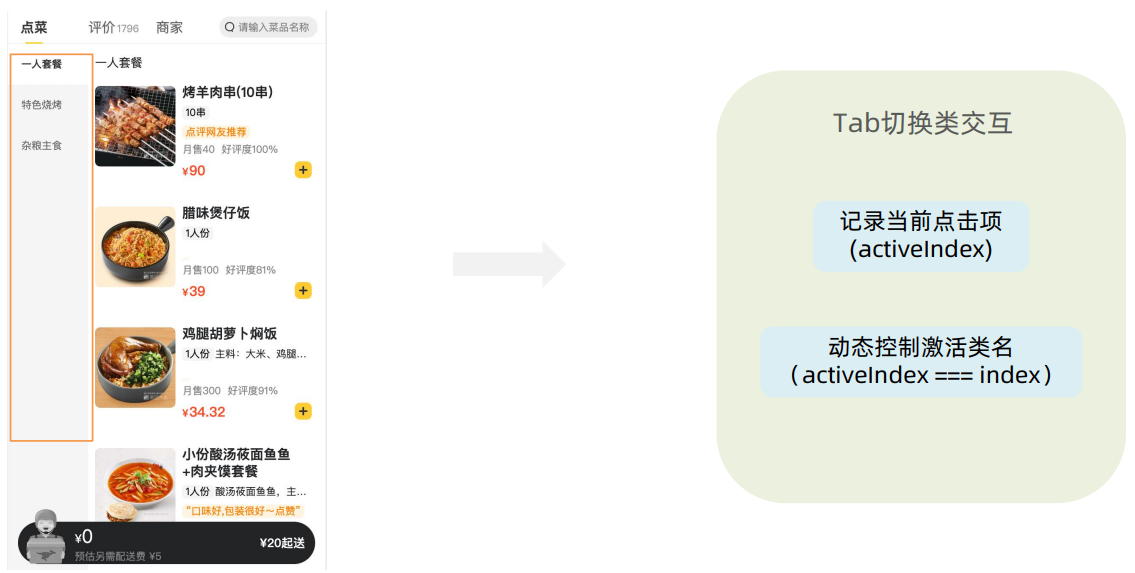 点菜
评价1796
商家
请输入菜品名称
一人套餐
特色烧烤
杂粮主食
一人套餐
烤羊肉串(10串)
10串
点评网友推荐
月售40 好评度100%
¥90
腊味煲仔饭
1人份
月售100 好评度81%
¥39
鸡腿胡萝卜焖饭
1人份 主料：大米、鸡腿...
月售300 好评度91%
¥34.32
小份酸汤莜面鱼鱼
+肉夹馍套餐
1人份 酸汤莜面鱼鱼，主...
“口味好,包装很好～点赞”
¥0
预估另需配送费 ¥5
¥20起送
Tab切换类交互
记录当前点击项
(activeIndex)
动态控制激活类名
（activeIndex === index）